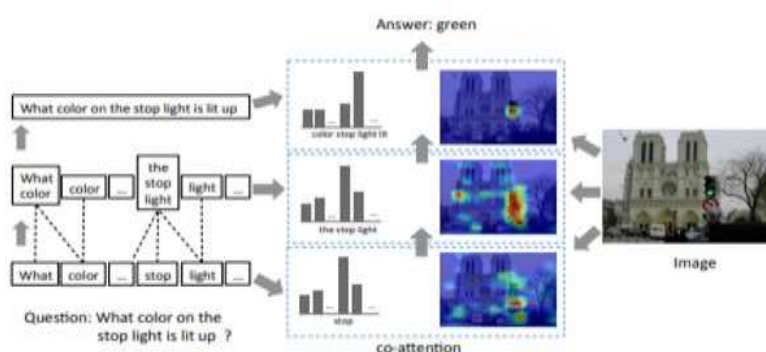 Answer: green
What color on the stop light is lit up
... ...
color stop light lit
What color
color
...
the stop light
light
...
... ...
the stop light
What
color
...
stop
light
...
... ...
stop
Image
Question: What color on the
stop light is lit up ?
co-attention